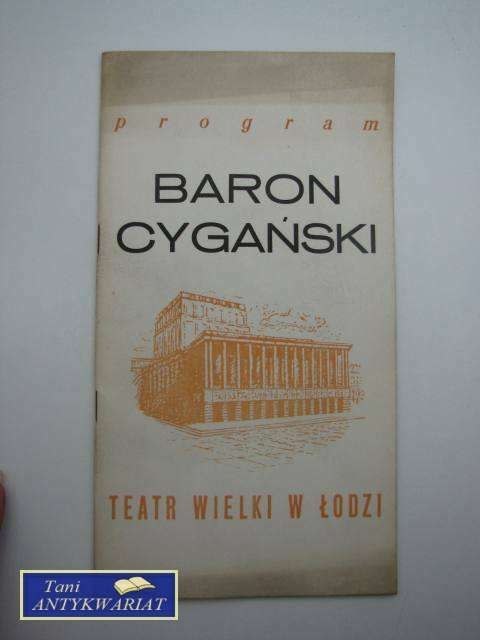 program
BARON
CYGAŃSKI
TEATR WIELKI W ŁODZI
Tani
ANTYKWARIAT